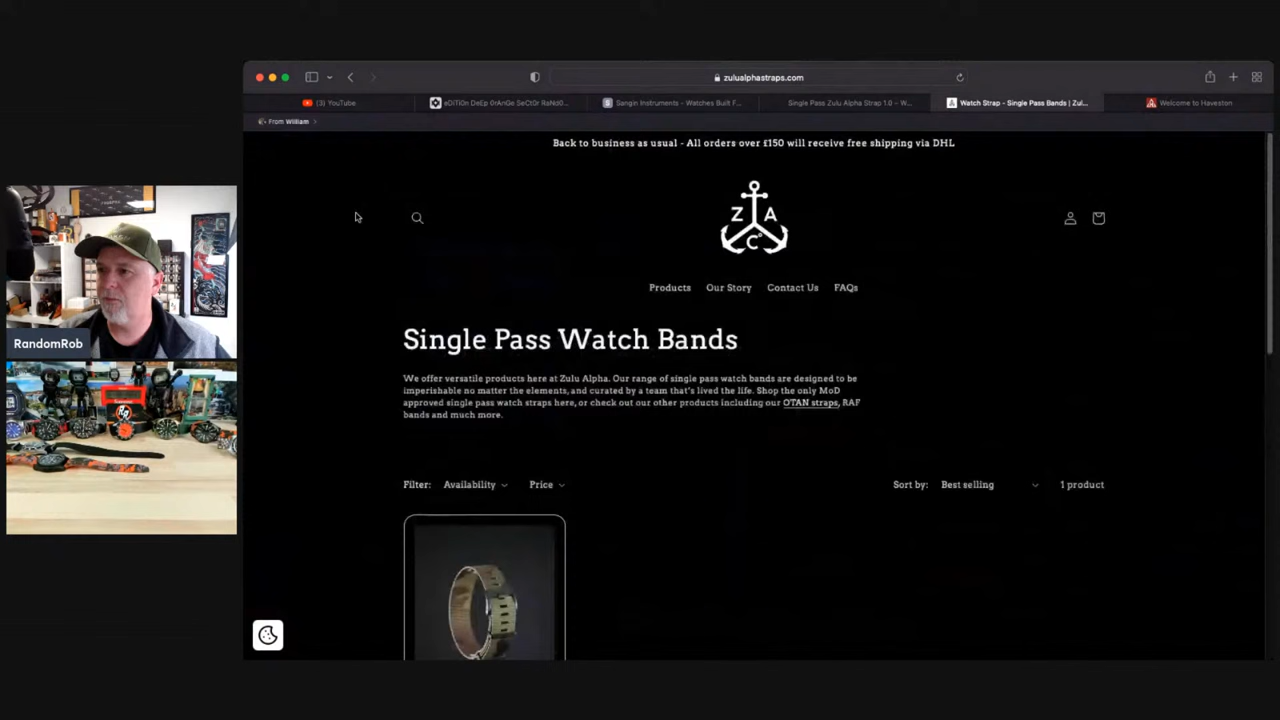 zulualphastraps.com
(3) YouTube
eDiTiOn DeEp 0rAnGe SeCt0r RaNd0...
Sangin Instruments - Watches Built F...
Single Pass Zulu Alpha Strap 1.0 – W...
Watch Strap - Single Pass Bands | Zul...
Welcome to Haveston
From William
Back to business as usual - All orders over £150 will receive free shipping via DHL
Z A
C
Products Our Story Contact Us FAQs
Single Pass Watch Bands
We offer versatile products here at Zulu Alpha. Our range of single pass watch bands are designed to
be imperishable no matter the elements, and curated by a team that's lived the life. Shop the only MoD
approved single pass watch straps here, or check out our other products including our OTAN straps, RAF
bands and much more.
Filter: Availability Price
Sort by: Best selling 1 product
RandomRob